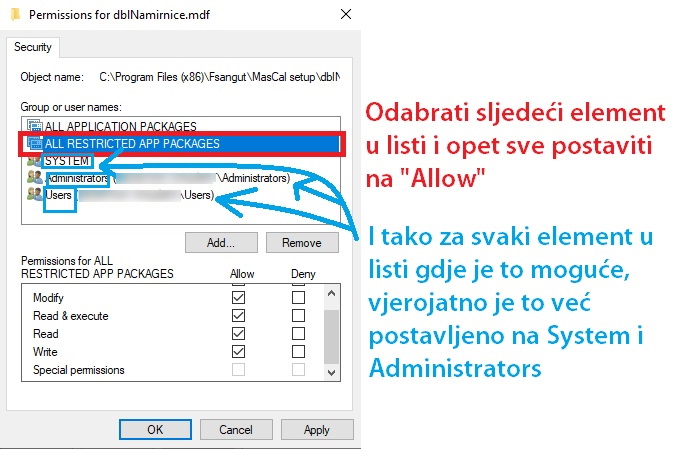 Permissions for dblNamirnice.mdf
Security
Object name: C:\Program Files (x86)\Fsangut\MasCal setup\dblN
Group or user names:
ALL APPLICATION PACKAGES
ALL RESTRICTED APP PACKAGES
SYSTEM
Administrators ( \Administrators)
Users ( \Users)
Add... Remove
Permissions for ALL
RESTRICTED APP PACKAGES Allow Deny
Modify
Read & execute
Read
Write
Special permissions
OK Cancel Apply
Odabrati sljedeći element
u listi i opet sve postaviti
na "Allow"
I tako za svaki element u
listi gdje je to moguće,
vjerojatno je to već
postavljeno na System i
Administrators